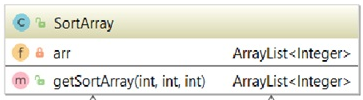 C SortArray
f arr ArrayList<Integer>
m getSortArray(int, int, int) ArrayList<Integer>